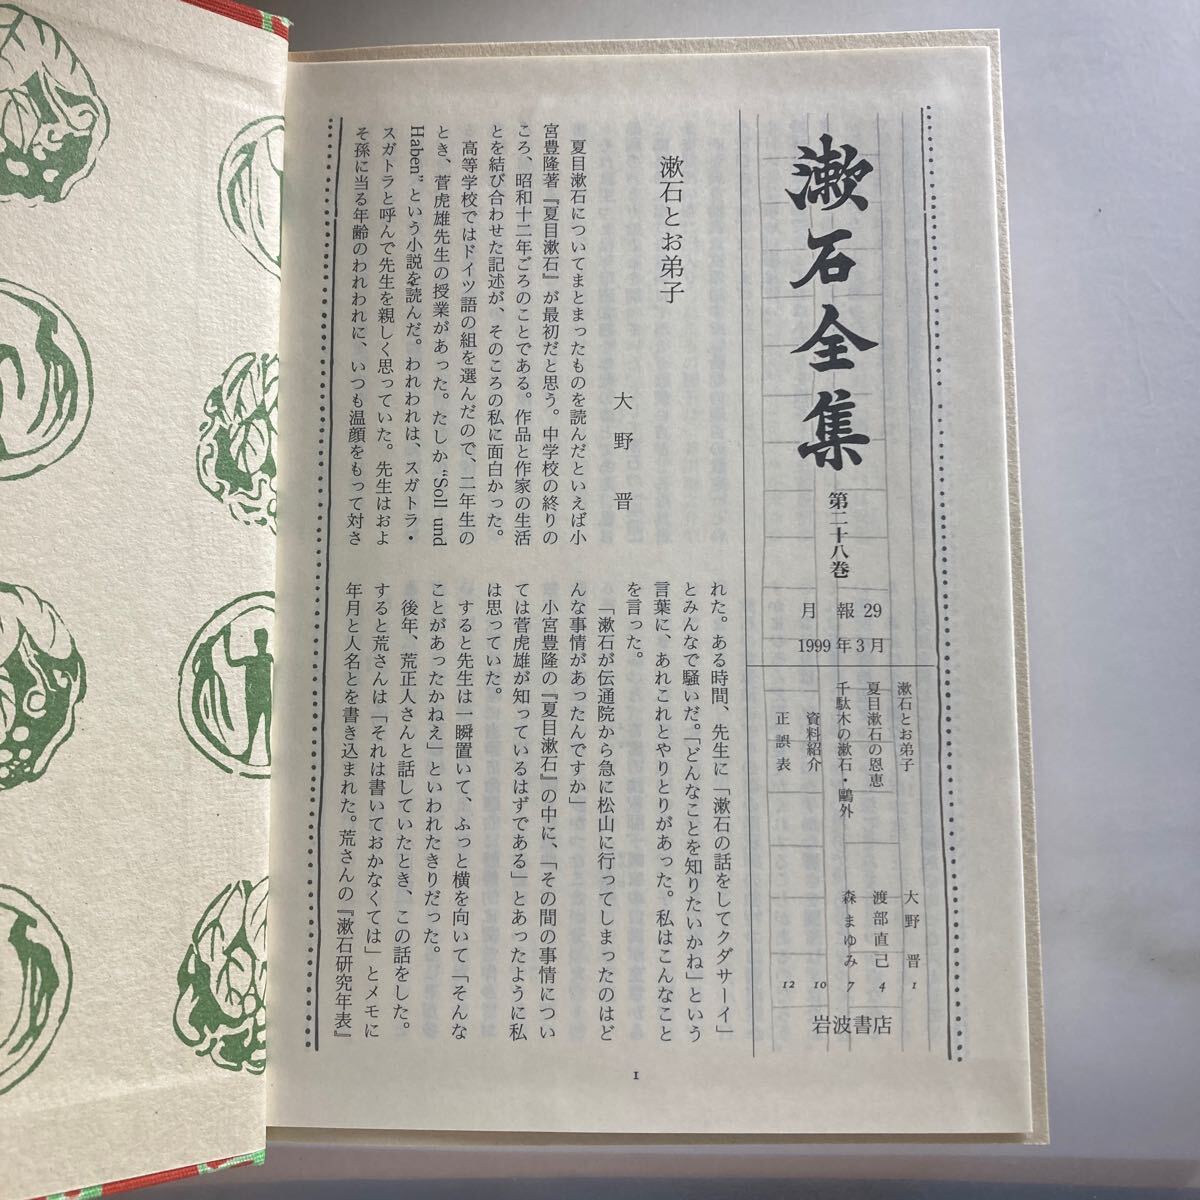 漱石全集
第二十八巻
月報29
1999年3月
漱石とお弟子 大野晋 1
夏目漱石の恩恵 渡部直己 4
千駄木の漱石・鷗外 森まゆみ 7
資料紹介 10
正誤表 12
岩波書店
漱石とお弟子
大野晋
夏目漱石についてまとまったものを読んだといえば小
宮豊隆著『夏目漱石』が最初だと思う。中学校の終りの
ころ、昭和十二年ごろのことである。作品と作家の生活
とを結び合わせた記述が、そのころの私に面白かった。
高等学校ではドイツ語の組を選んだので、二年生の
とき、菅虎雄先生の授業があった。たしか“Soll und
Haben”という小説を読んだ。われわれは、スガトラ・
スガトラと呼んで先生を親しく思っていた。先生はおよ
そ孫に当る年齢のわれわれに、いつも温顔をもって対さ
れた。ある時間、先生に「漱石の話をしてクダサーイ」
とみんなで騒いだ。「どんなことを知りたいかね」という
言葉に、あれこれとやりとりがあった。私はこんなこと
を言った。
「漱石が伝通院から急に松山に行ってしまったのはど
んな事情があったんですか」
小宮豊隆の『夏目漱石』の中に、「その間の事情につい
ては菅虎雄が知っているはずである」とあったように私
は思っていた。
すると先生は一瞬置いて、ふっと横を向いて「そんな
ことがあったかねえ」といわれたきりだった。
後年、荒正人さんと話していたとき、この話をした。
すると荒さんは「それは書いておかなくては」とメモに
年月と人名とを書き込まれた。荒さんの『漱石研究年表』
1